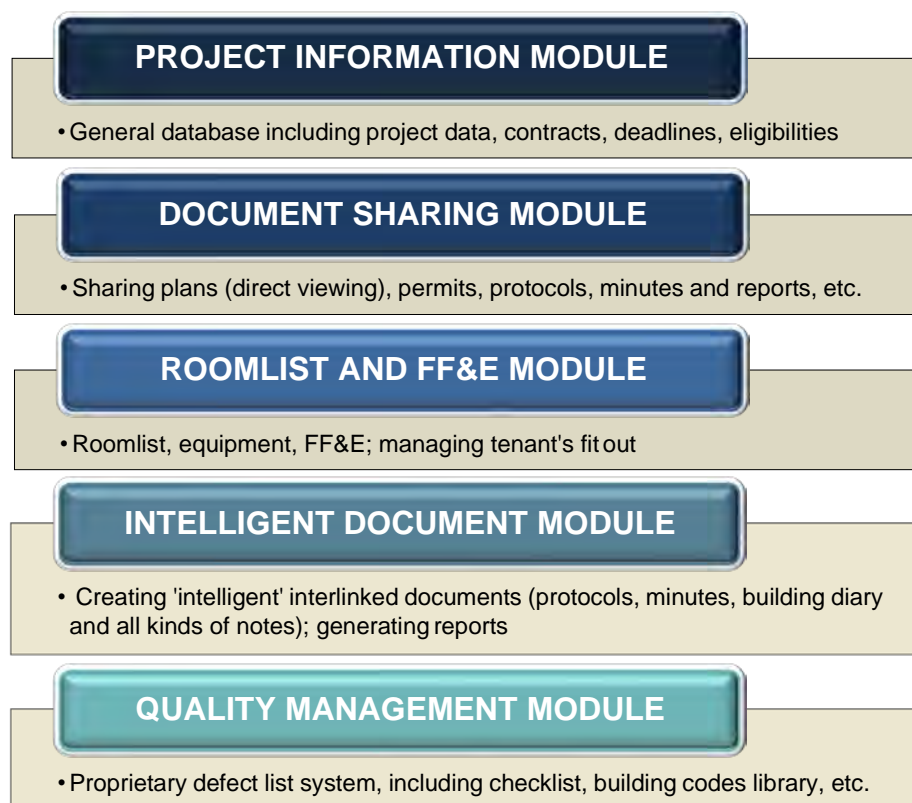 PROJECT INFORMATION MODULE
• General database including project data, contracts, deadlines, eligibilities
DOCUMENT SHARING MODULE
• Sharing plans (direct viewing), permits, protocols, minutes and reports, etc.
ROOMLIST AND FF&E MODULE
• Roomlist, equipment, FF&E; managing tenant's fit out
INTELLIGENT DOCUMENT MODULE
• Creating 'intelligent' interlinked documents (protocols, minutes, building diary
and all kinds of notes); generating reports
QUALITY MANAGEMENT MODULE
• Proprietary defect list system, including checklist, building codes library, etc.